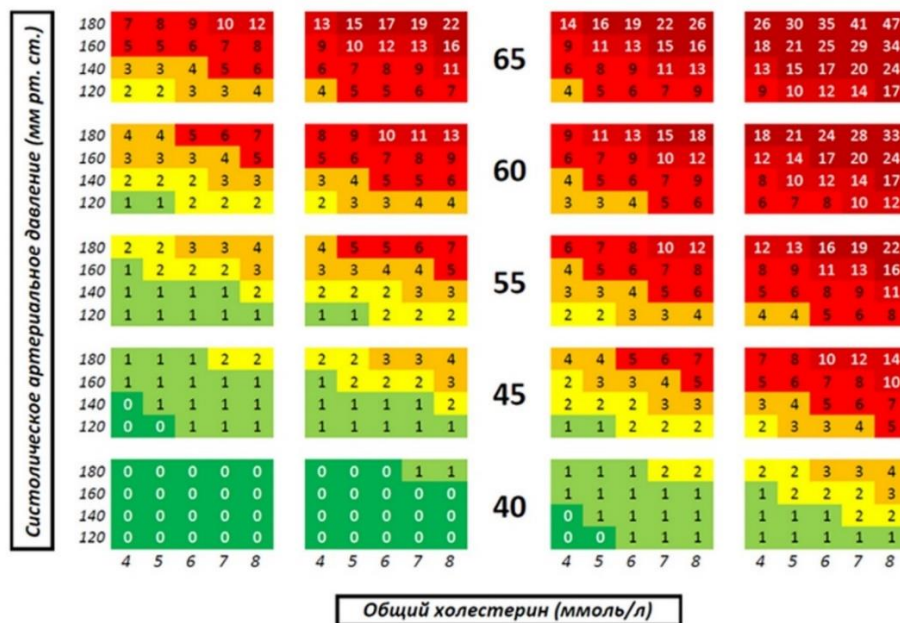 Систолическое артериальное давление (мм рт. ст.)
180 7 8 9 10 12 13 15 17 19 22 14 16 19 22 26 26 30 35 41 47
160 5 5 6 7 8 9 10 12 13 16 9 11 13 15 16 18 21 25 29 34
65
140 3 3 4 5 6 6 7 8 9 11 6 8 9 11 13 13 15 17 20 24
120 2 2 3 3 4 4 5 5 6 7 4 5 6 7 9 9 10 12 14 17
180 4 4 5 6 7 8 9 10 11 13 9 11 13 15 18 18 21 24 28 33
160 3 3 3 4 5 5 6 7 8 9 6 7 9 10 12 12 14 17 20 24
60
140 2 2 2 3 3 3 4 5 5 6 4 5 6 7 9 8 10 12 14 17
120 1 1 2 2 2 2 3 3 4 4 3 3 4 5 6 6 7 8 10 12
180 2 2 3 3 4 4 5 5 6 7 6 7 8 10 12 12 13 16 19 22
160 1 2 2 2 3 3 3 4 4 5 4 5 6 7 8 8 9 11 13 16
55
140 1 1 1 1 2 2 2 2 3 3 3 3 4 5 6 5 6 8 9 11
120 1 1 1 1 1 1 1 2 2 2 2 2 3 3 4 4 4 5 6 8
180 1 1 1 2 2 2 2 3 3 4 4 4 5 6 7 7 8 10 12 14
160 1 1 1 1 1 1 2 2 2 3 2 3 3 4 5 5 6 7 8 10
45
140 0 1 1 1 1 1 1 1 1 2 2 2 2 3 3 3 4 5 6 7
120 0 0 1 1 1 1 1 1 1 1 1 1 2 2 2 2 3 3 4 5
180 0 0 0 0 0 0 0 0 1 1 1 1 1 2 2 2 2 3 3 4
160 0 0 0 0 0 0 0 0 0 0 1 1 1 1 1 1 2 2 2 3
40
140 0 0 0 0 0 0 0 0 0 0 0 1 1 1 1 1 1 1 2 2
120 0 0 0 0 0 0 0 0 0 0 0 0 1 1 1 1 1 1 1 1
4 5 6 7 8 4 5 6 7 8 4 5 6 7 8 4 5 6 7 8
Общий холестерин (ммоль/л)